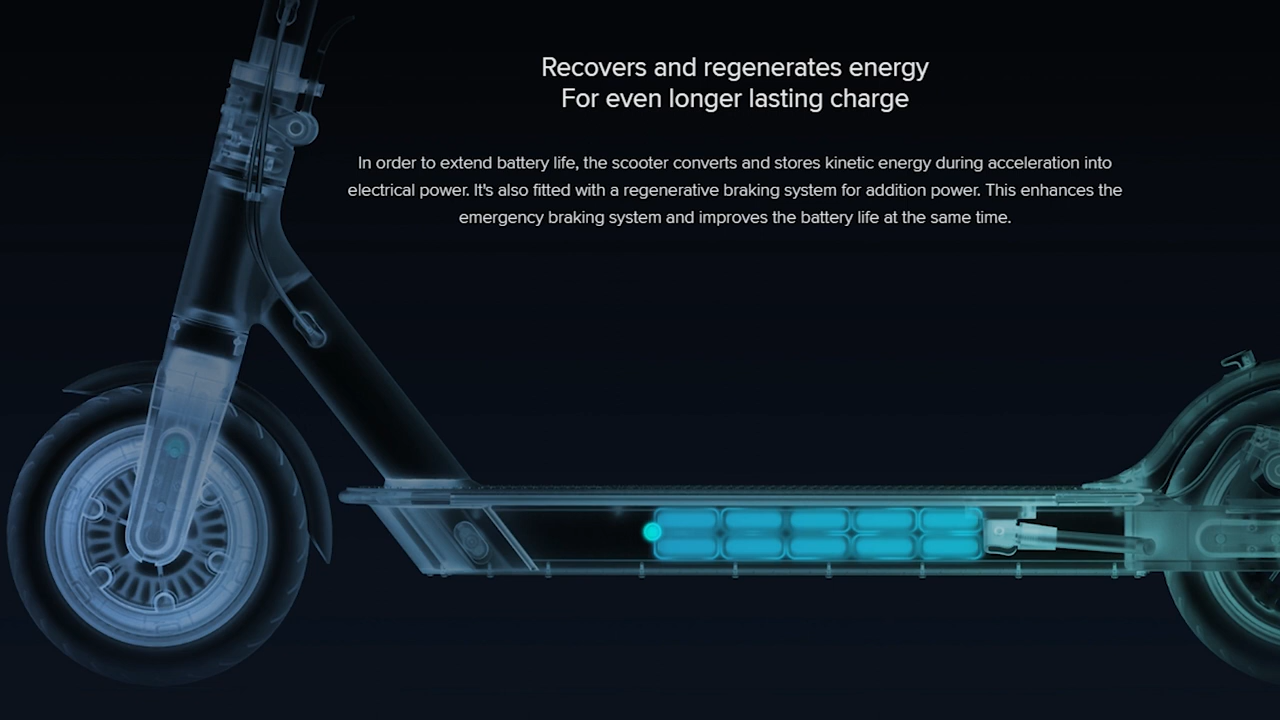 Recovers and regenerates energy
For even longer lasting charge
In order to extend battery life, the scooter converts and stores kinetic energy during acceleration into
electrical power. It's also fitted with a regenerative braking system for addition power. This enhances the
emergency braking system and improves the battery life at the same time.